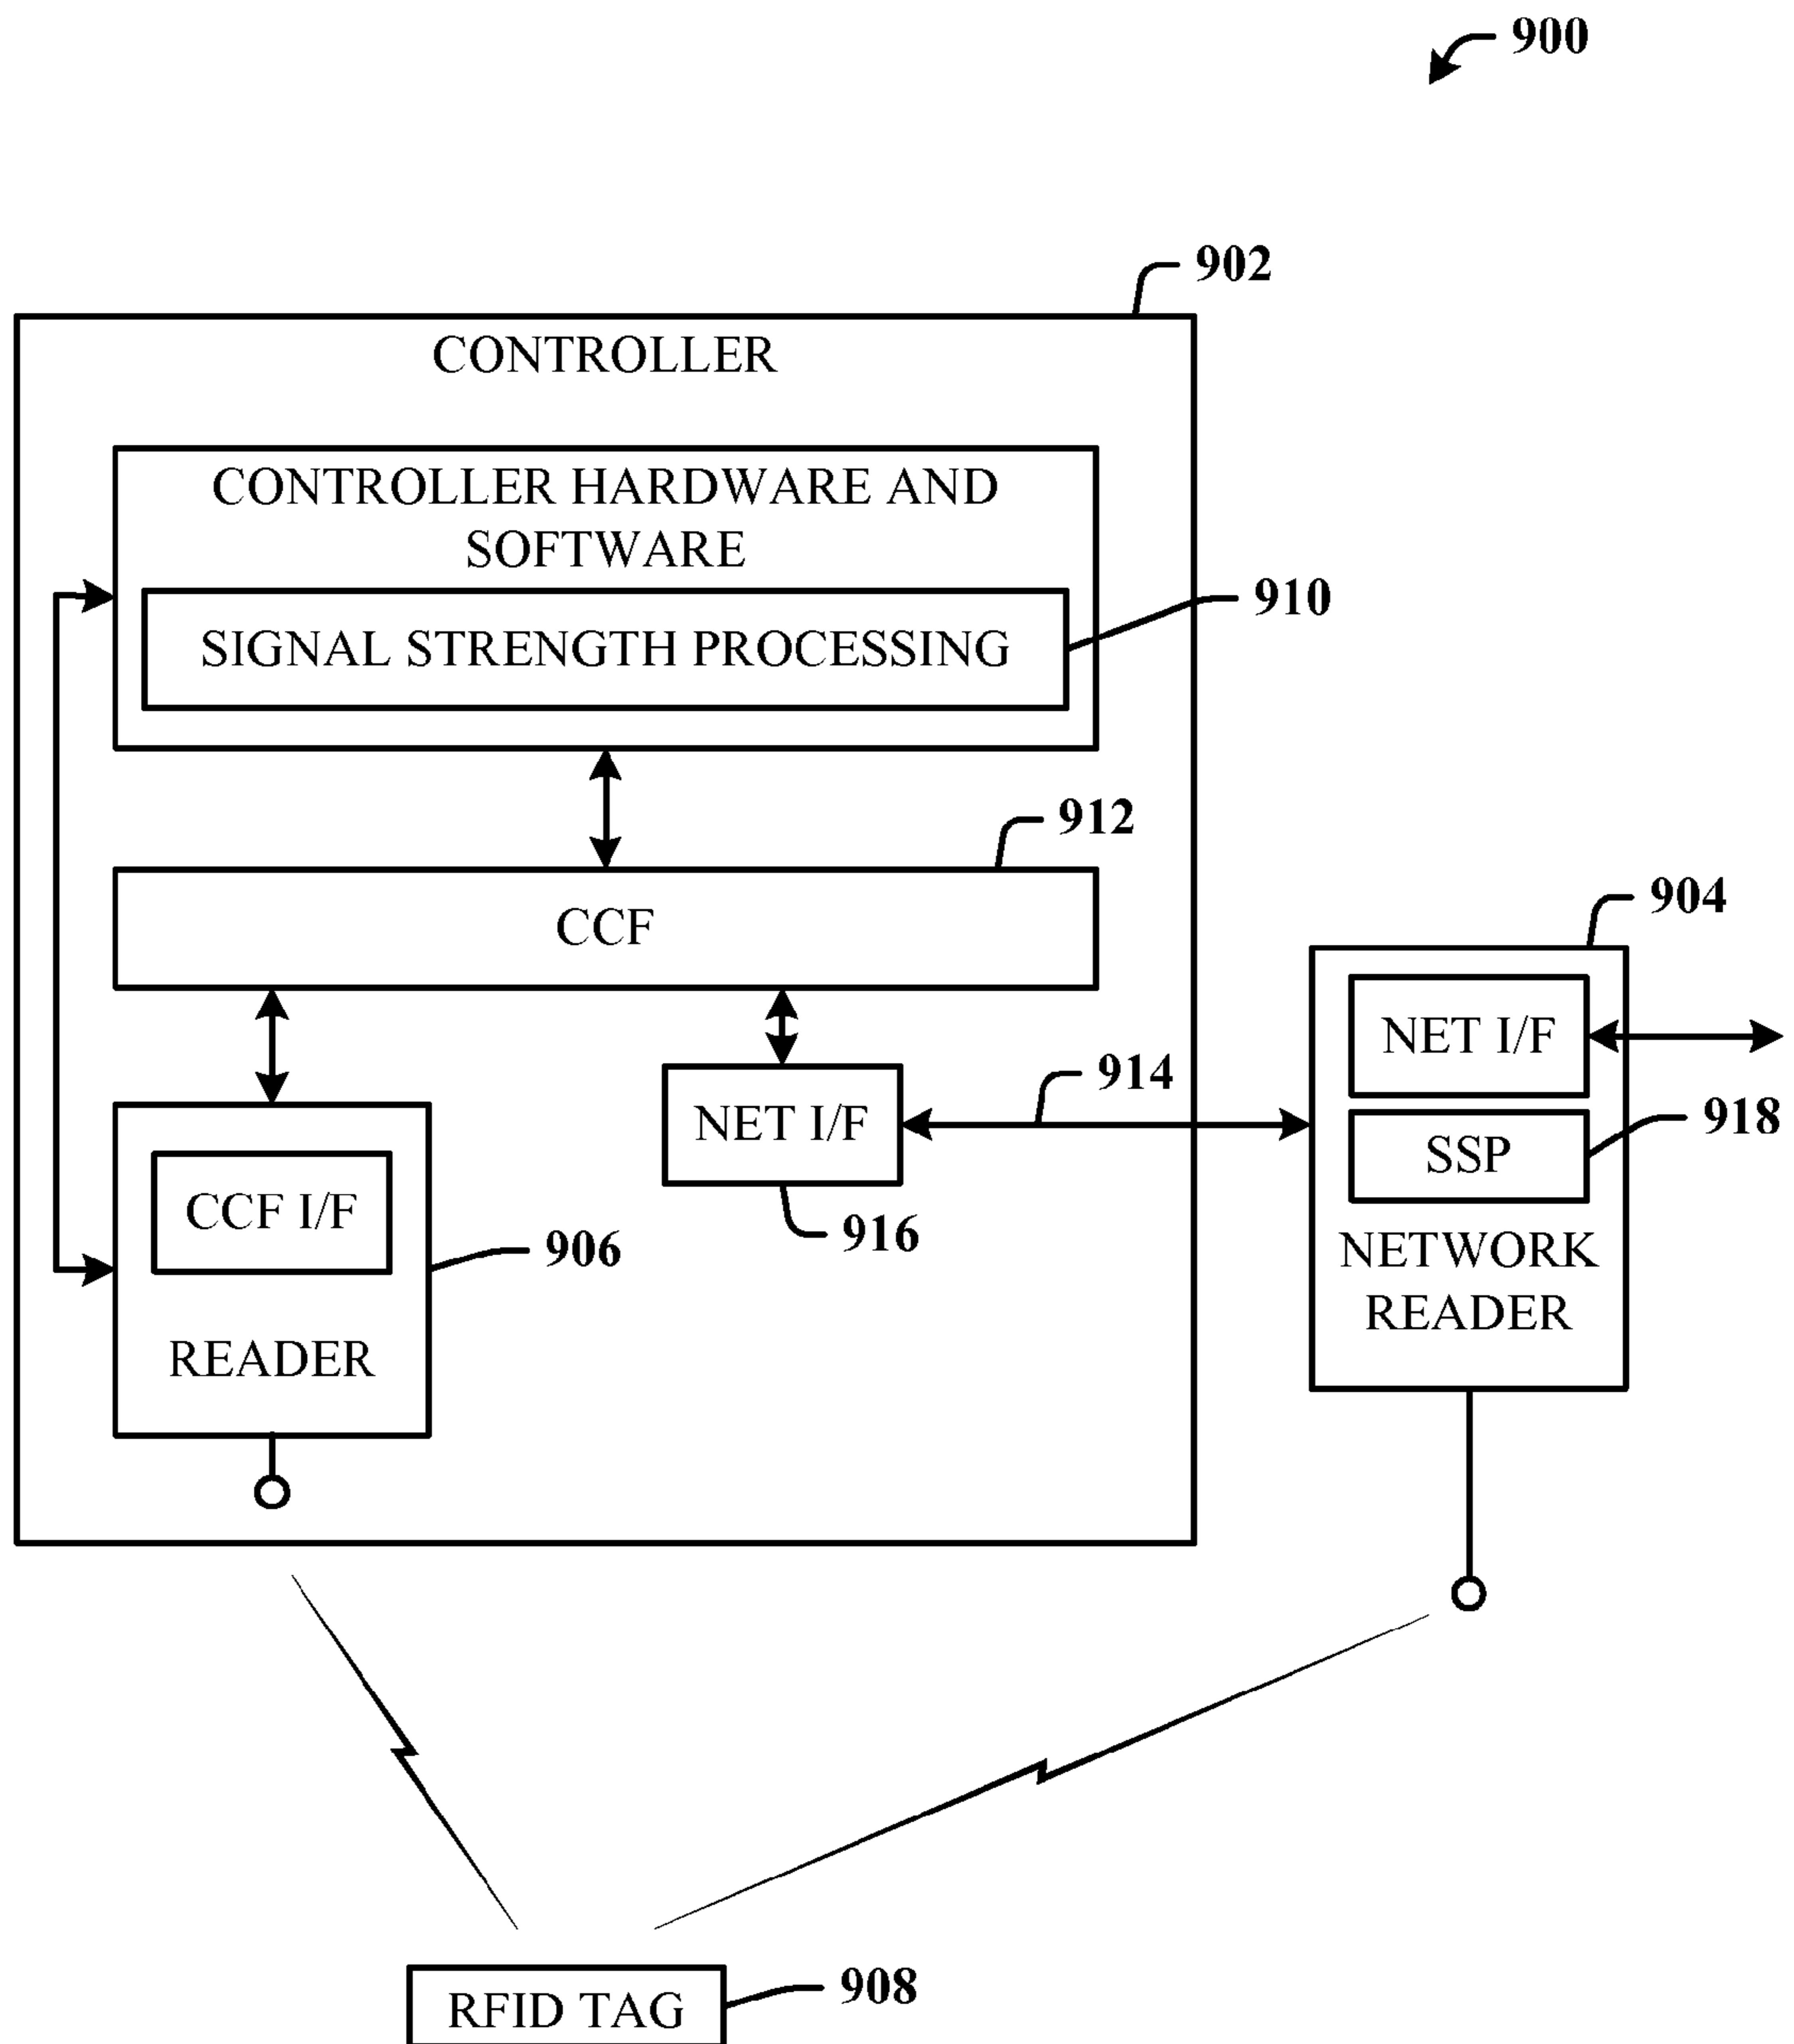 900
902
CONTROLLER
CONTROLLER HARDWARE AND
SOFTWARE
910
SIGNAL STRENGTH PROCESSING
912
CCF
904
NET I/F
914
918
NET I/F
SSP
CCF I/F
916
906
NETWORK
READER
READER
908
RFID TAG